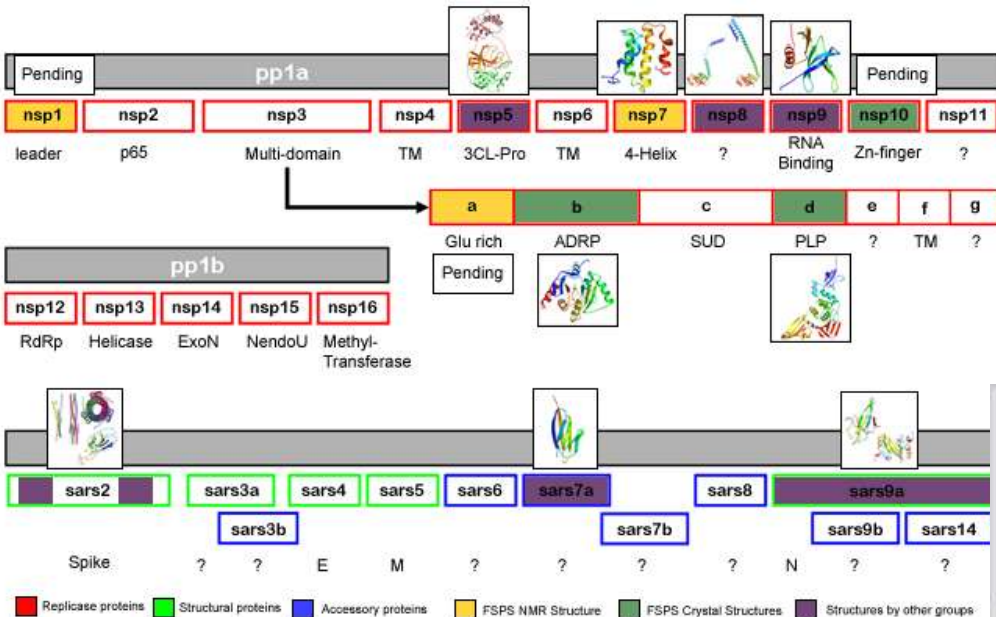 Pending pp1a Pending
nsp1 nsp2 nsp3 nsp4 nsp5 nsp6 nsp7 nsp8 nsp9 nsp10 nsp11
leader p65 Multi-domain TM 3CL-Pro TM 4-Helix ? RNA Binding Zn-finger ?
a b c d e f g
Glu rich ADRP SUD PLP ? TM ?
Pending
pp1b
nsp12 nsp13 nsp14 nsp15 nsp16
RdRp Helicase ExoN NendoU Methyl-
Transferase
sars2 sars3a sars4 sars5 sars6 sars7a sars8 sars9a
sars3b sars7b sars9b sars14
Spike ? ? E M ? ? ? ? N ? ?
Replicase proteins Structural proteins Accessory proteins FSPS NMR Structure FSPS Crystal Structures Structures by other groups